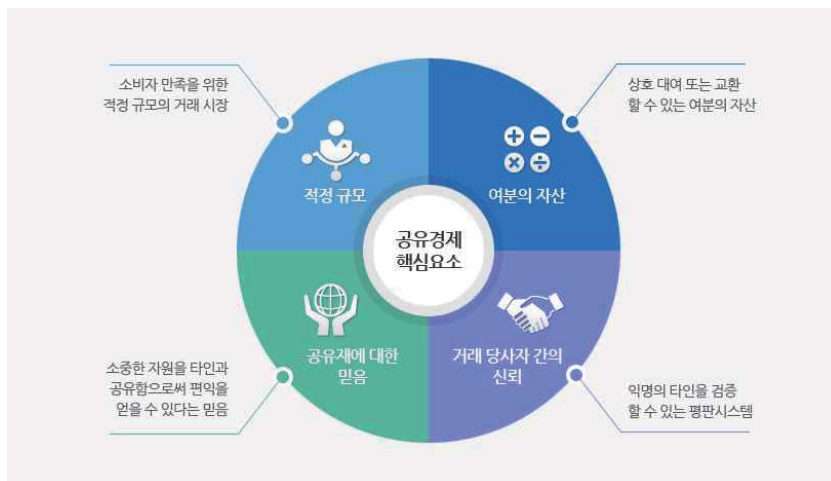 소비자 만족을 위한
적정 규모의 거래 시장
상호 대여 또는 교환
할 수 있는 여분의 자산
적정 규모
여분의 자산
공유경제
핵심요소
공유재에 대한
믿음
거래 당사자 간의
신뢰
소중한 자원을 타인과
공유함으로써 편익을
얻을 수 있다는 믿음
익명의 타인을 검증
할 수 있는 평판시스템